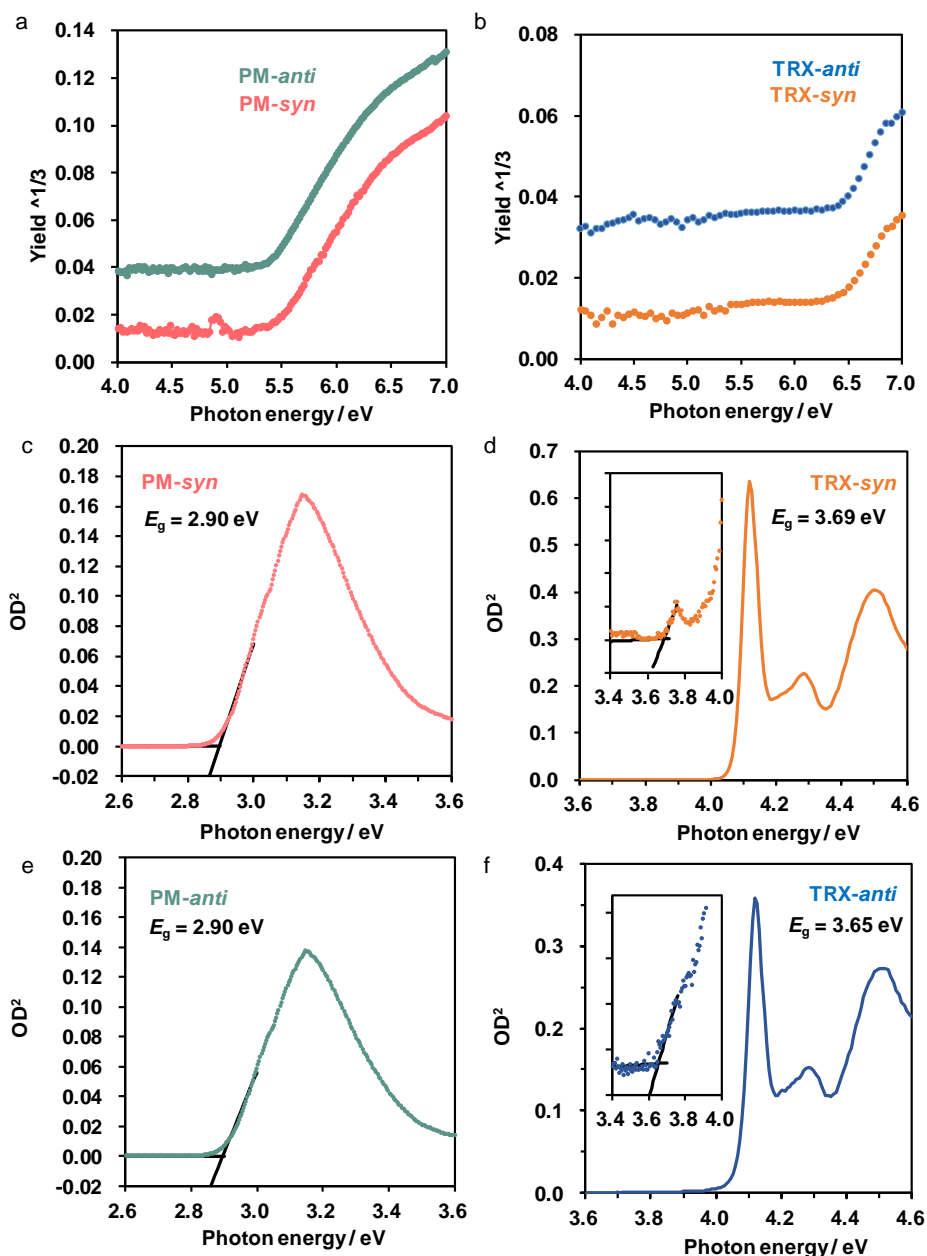 a
PM-anti
PM-syn
Yield ^1/3
0.14
0.12
0.10
0.08
0.06
0.04
0.02
0.00
4.0 4.5 5.0 5.5 6.0 6.5 7.0
Photon energy / eV
b
TRX-anti
TRX-syn
Yield ^1/3
0.08
0.06
0.04
0.02
0.00
4.0 4.5 5.0 5.5 6.0 6.5 7.0
Photon energy / eV
c
PM-syn
Eg = 2.90 eV
OD²
0.20
0.18
0.16
0.14
0.12
0.10
0.08
0.06
0.04
0.02
0.00
-0.02
2.6 2.8 3.0 3.2 3.4 3.6
Photon energy / eV
d
TRX-syn
Eg = 3.69 eV
OD²
0.7
0.6
0.5
0.4
0.3
0.2
0.1
0.0
3.4 3.6 3.8 4.0
3.6 3.8 4.0 4.2 4.4 4.6
Photon energy / eV
e
PM-anti
Eg = 2.90 eV
OD²
0.20
0.18
0.16
0.14
0.12
0.10
0.08
0.06
0.04
0.02
0.00
-0.02
2.6 2.8 3.0 3.2 3.4 3.6
Photon energy / eV
f
TRX-anti
Eg = 3.65 eV
OD²
0.4
0.3
0.2
0.1
0.0
3.4 3.6 3.8 4.0
3.6 3.8 4.0 4.2 4.4 4.6
Photon energy / eV